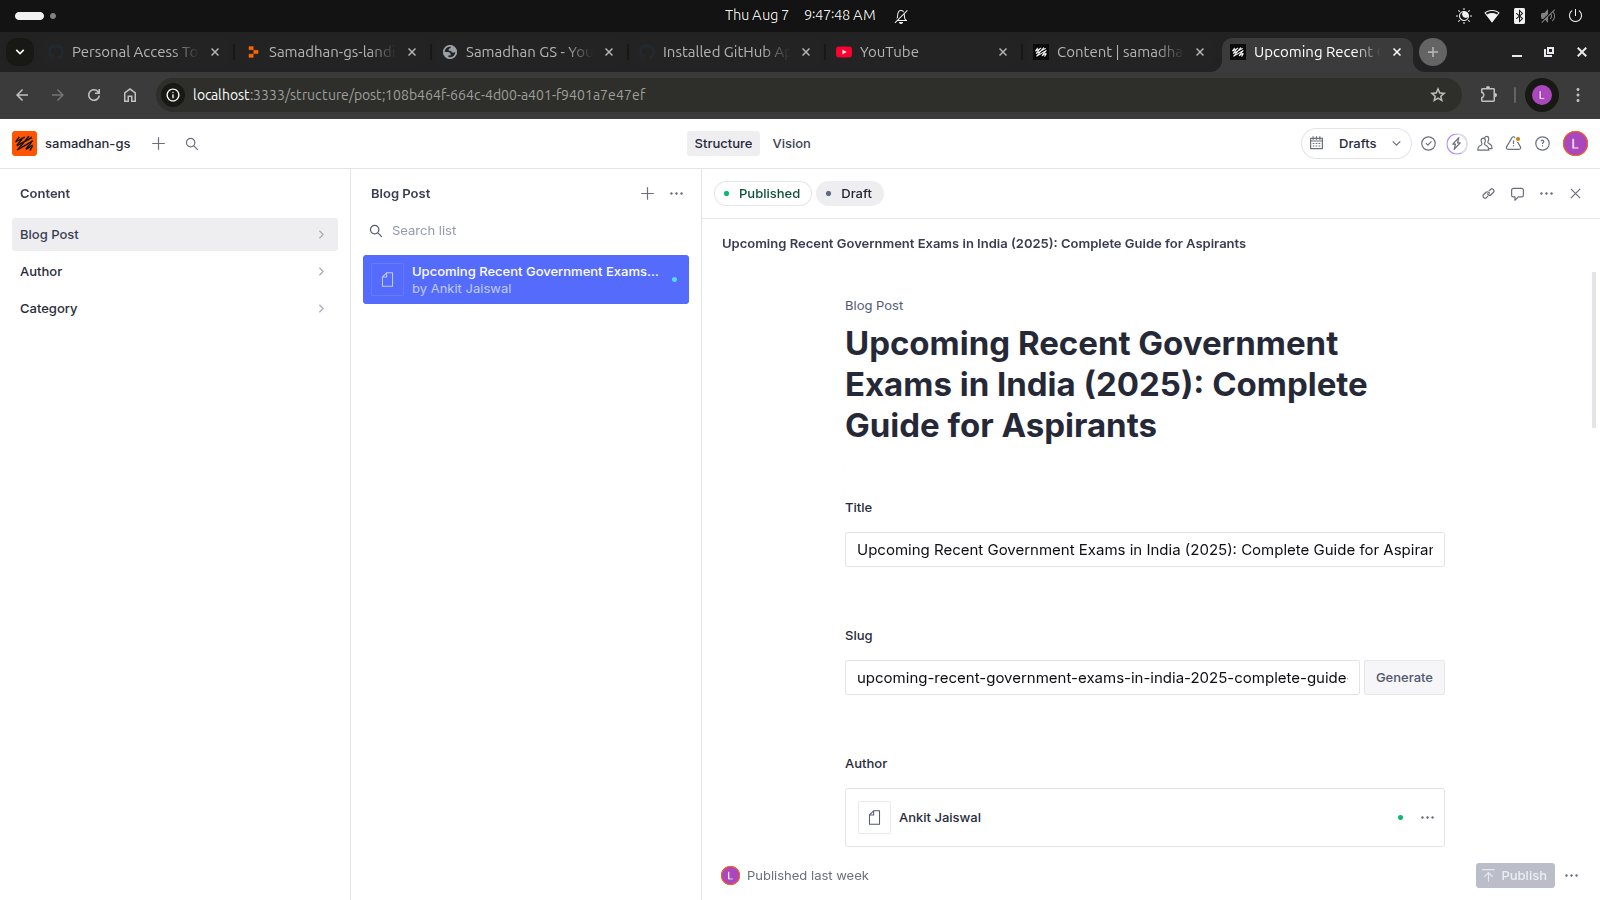 Thu Aug 7 9:47:48 AM
Personal Access To
Samadhan-gs-landi
Samadhan GS - You
Installed GitHub Ap
YouTube
Content | samadha
Upcoming Recent
localhost:3333/structure/post;108b464f-664c-4d00-a401-f9401a7e47ef
L
samadhan-gs
Structure
Vision
Drafts
L
Content
Blog Post
Author
Category
Blog Post
Search list
Upcoming Recent Government Exams...
by Ankit Jaiswal
Published
Draft
Upcoming Recent Government Exams in India (2025): Complete Guide for Aspirants
Blog Post
Upcoming Recent Government
Exams in India (2025): Complete
Guide for Aspirants
Title
Upcoming Recent Government Exams in India (2025): Complete Guide for Aspirar
Slug
upcoming-recent-government-exams-in-india-2025-complete-guide-
Generate
Author
Ankit Jaiswal
L
Published last week
Publish